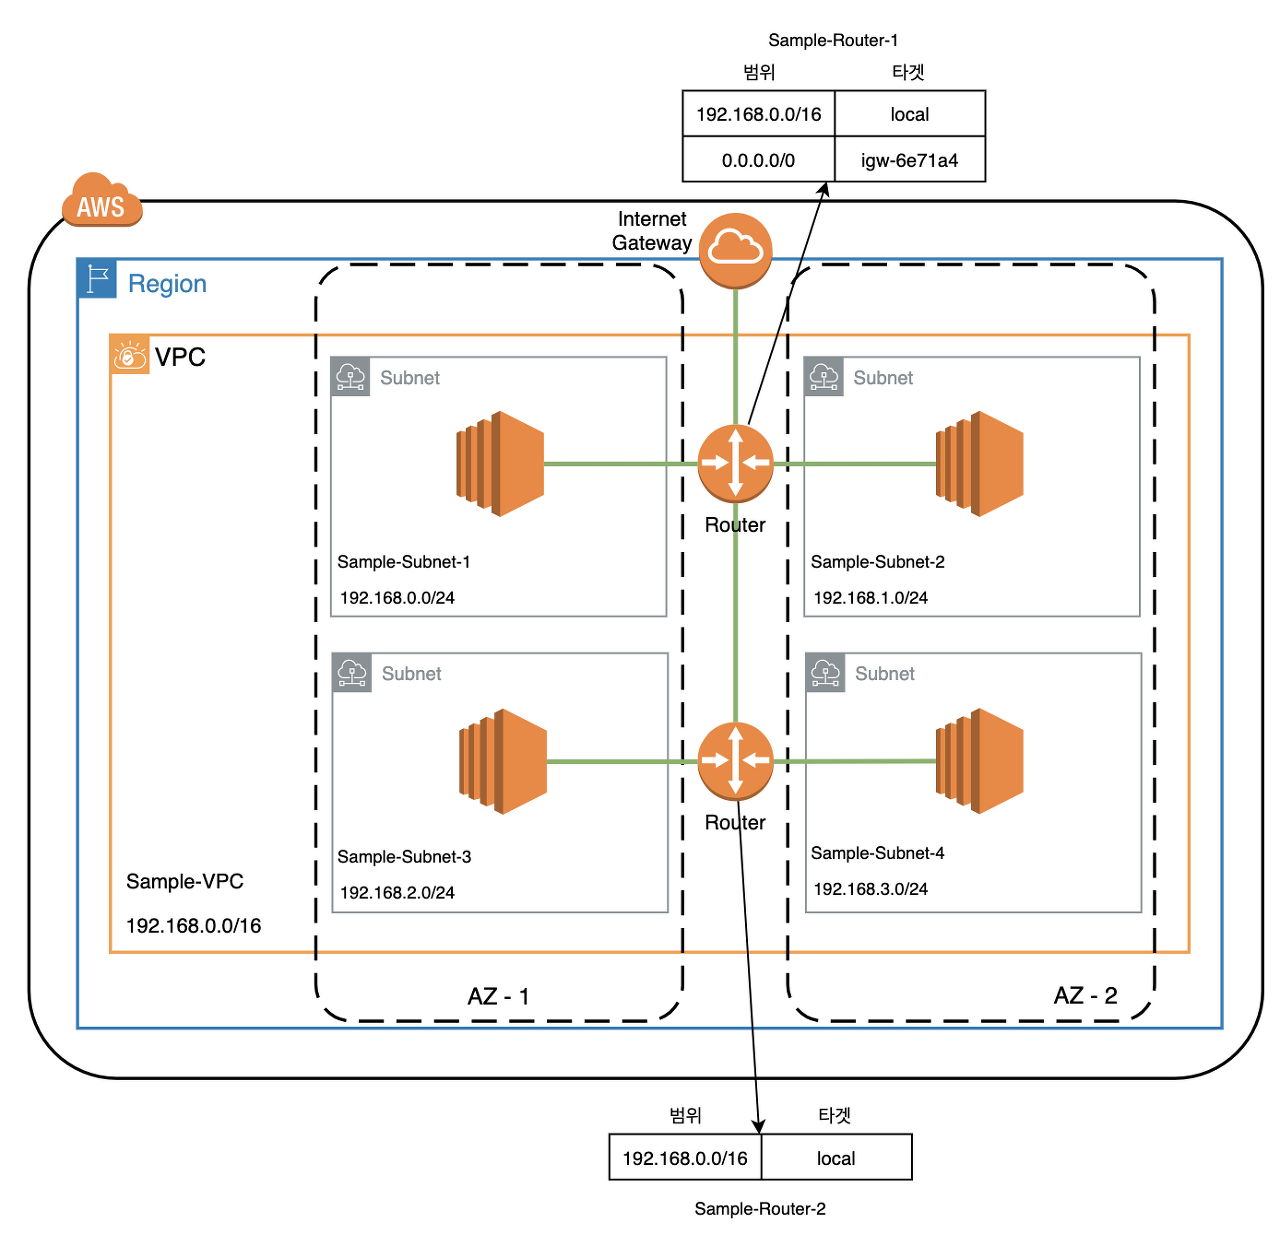 Sample-Router-1
범위 타겟
192.168.0.0/16 local
0.0.0.0/0 igw-6e71a4
AWS
Internet
Gateway
Region
VPC
Subnet
Subnet
Router
Sample-Subnet-1
192.168.0.0/24
Sample-Subnet-2
192.168.1.0/24
Subnet
Subnet
Router
Sample-Subnet-3
192.168.2.0/24
Sample-Subnet-4
192.168.3.0/24
Sample-VPC
192.168.0.0/16
AZ - 1
AZ - 2
범위 타겟
192.168.0.0/16 local
Sample-Router-2